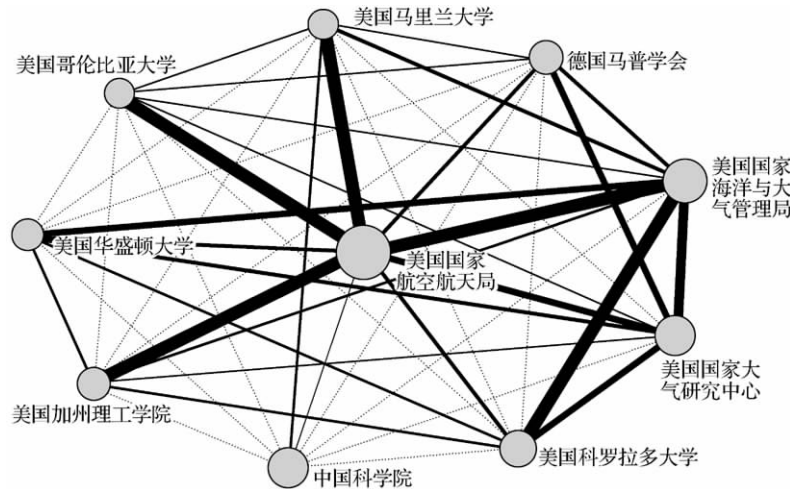 美国马里兰大学
德国马普学会
美国哥伦比亚大学
美国国家
海洋与大
气管理局
美国华盛顿大学
美国国家
航空航天局
美国国家大
气研究中心
美国加州理工学院
美国科罗拉多大学
中国科学院